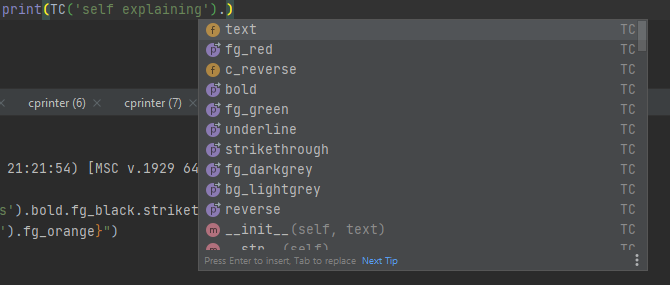 print(TC('self explaining').)
text TC
fg_red TC
c_reverse TC
bold TC
fg_green TC
underline TC
strikethrough TC
fg_darkgrey TC
bg_lightgrey TC
reverse TC
__init__(self, text) TC
__str__(self) TC
Press Enter to insert, Tab to replace Next Tip
cprinter (6) cprinter (7)
21:21:54) [MSC v.1929 64
s').bold.fg_black.striket
').fg_orange}")